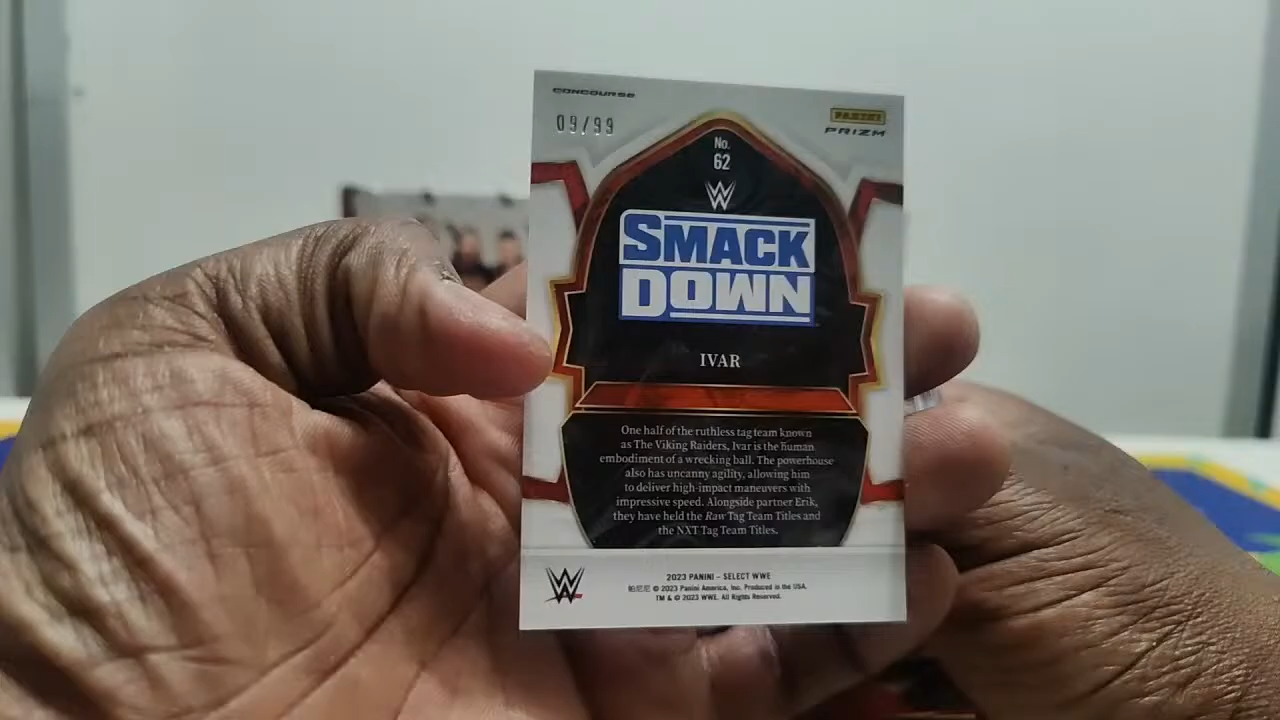 CONCOURSE
PANINI
PRIZM
09/99
No.
62
W
SMACK
DOWN
IVAR
One half of the ruthless tag team known
as The Viking Raiders, Ivar is the human
embodiment of a wrecking ball. The powerhouse
also has uncanny agility, allowing him
to deliver high-impact maneuvers with
impressive speed. Alongside partner Erik,
they have held the Raw Tag Team Titles and
the NXT Tag Team Titles.
W
2023 PANINI – SELECT WWE
帕尼尼 © 2023 Panini America, Inc. Produced in the USA.
TM & © 2023 WWE. All Rights Reserved.